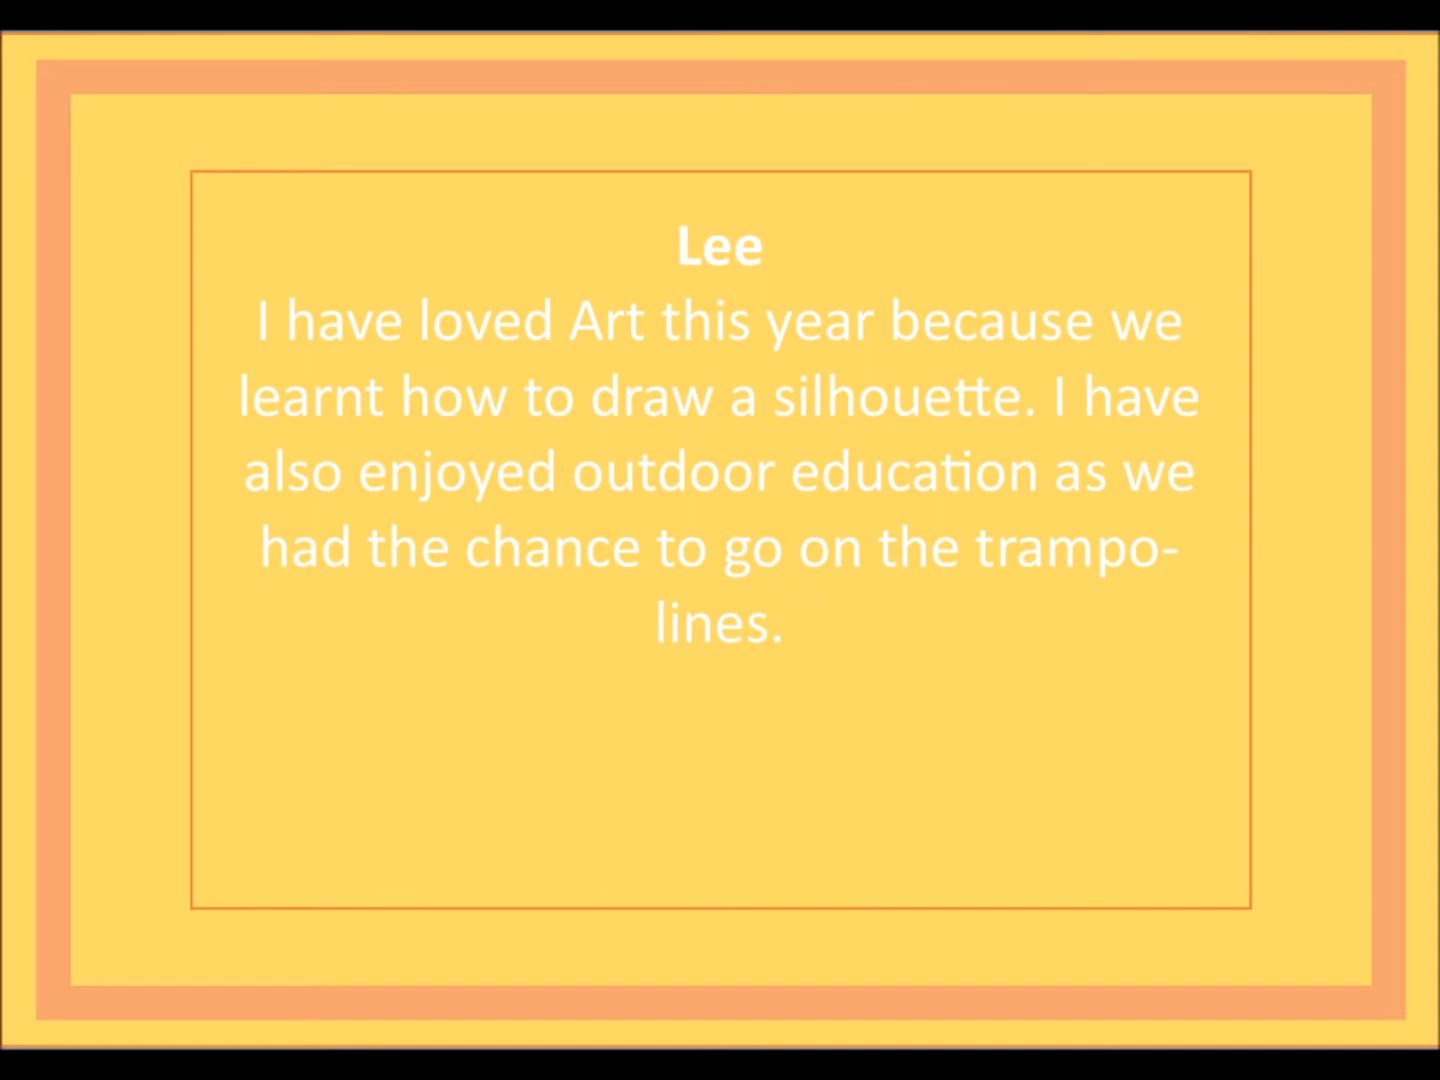 Lee
I have loved Art this year because we
learnt how to draw a silhouette. I have
also enjoyed outdoor education as we
had the chance to go on the trampo-
lines.